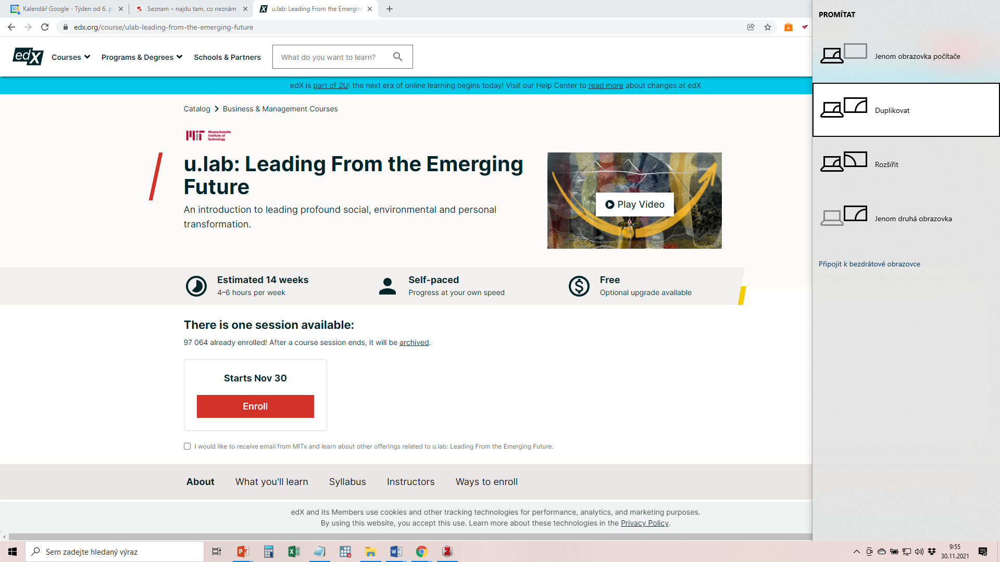 Kalendář Google - Týden od 6. pr
Seznam – najdu tam, co neznám
u.lab: Leading From the Emerging
edx.org/course/ulab-leading-from-the-emerging-future
edX
Courses
Programs & Degrees
Schools & Partners
What do you want to learn?
edX is part of 2U: the next era of online learning begins today! Visit our Help Center to read more about changes at edX
Catalog
Business & Management Courses
MIT Massachusetts
Institute of
Technology
u.lab: Leading From the Emerging
Future
An introduction to leading profound social, environmental and personal
transformation.
Play Video
Estimated 14 weeks
4–6 hours per week
Self-paced
Progress at your own speed
Free
Optional upgrade available
There is one session available:
97 064 already enrolled! After a course session ends, it will be archived.
Starts Nov 30
Enroll
I would like to receive email from MITx and learn about other offerings related to u.lab: Leading From the Emerging Future.
About
What you'll learn
Syllabus
Instructors
Ways to enroll
edX and its Members use cookies and other tracking technologies for performance, analytics, and marketing purposes.
By using this website, you accept this use. Learn more about these technologies in the Privacy Policy.
PROMÍTAT
Jenom obrazovka počítače
Duplikovat
Rozšířit
Jenom druhá obrazovka
Připojit k bezdrátové obrazovce
Sem zadejte hledaný výraz
9:55
30.11.2021